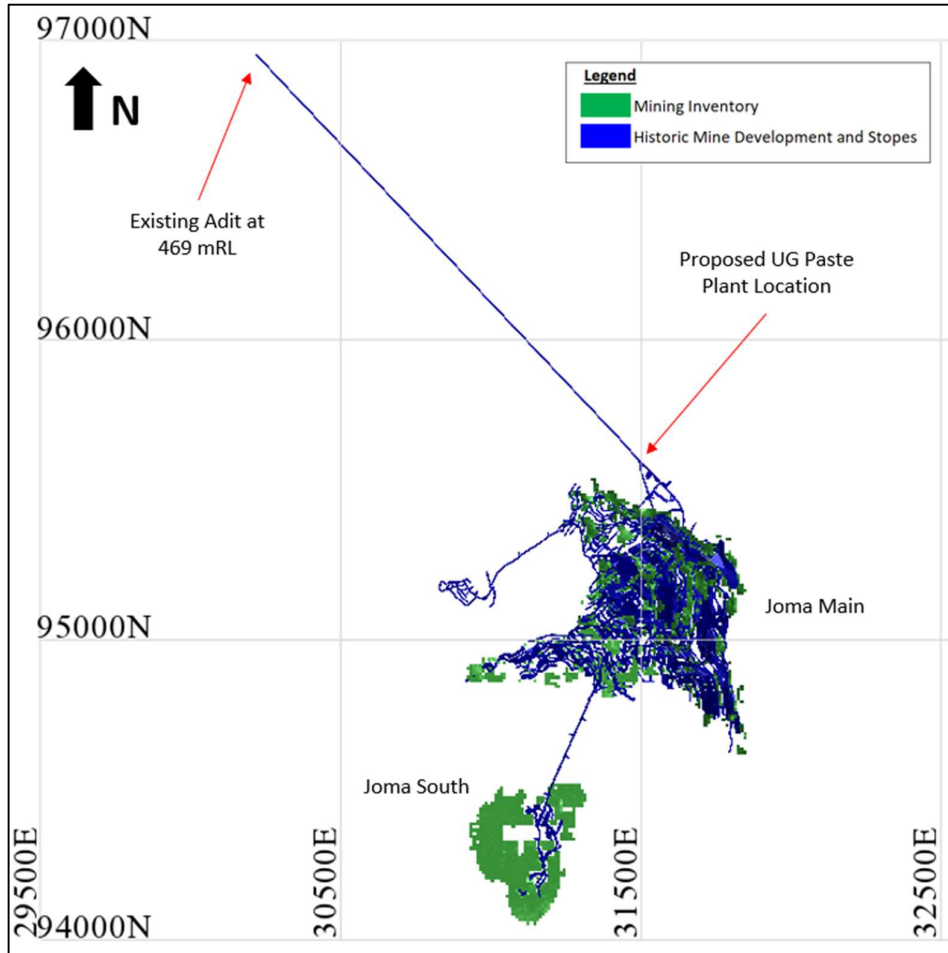 97000N
N
Legend
Mining Inventory
Historic Mine Development and Stopes
Existing Adit at
469 mRL
Proposed UG Paste
Plant Location
96000N
95000N
Joma Main
Joma South
94000N
29500E
30500E
31500E
32500E